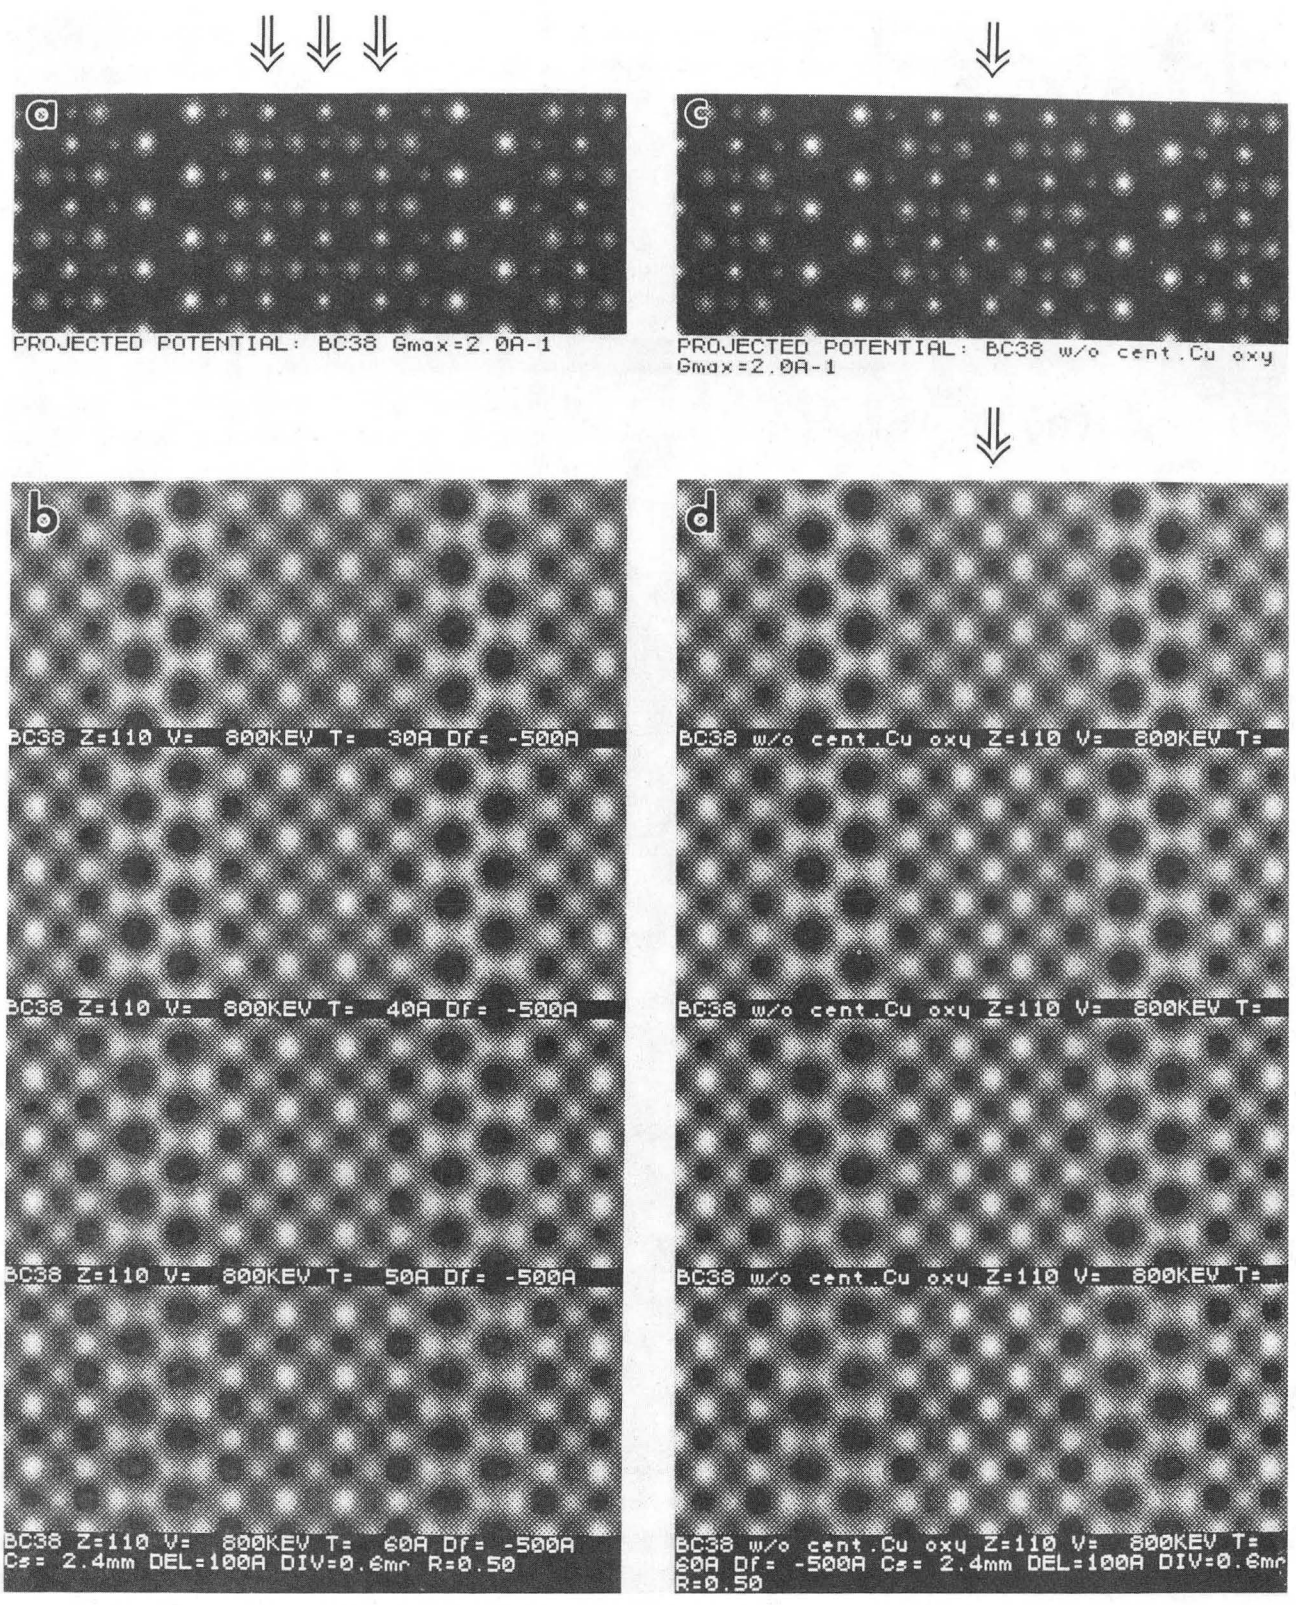 a
PROJECTED POTENTIAL: BC38 Gmax=2.0A-1
c
PROJECTED POTENTIAL: BC38 w/o cent.Cu oxy
Gmax=2.0A-1
b
BC38 Z=110 V= 800KEV T= 30A Df= -500A
BC38 Z=110 V= 800KEV T= 40A Df= -500A
BC38 Z=110 V= 800KEV T= 50A Df= -500A
BC38 Z=110 V= 800KEV T= 60A Df= -500A
Cs= 2.4mm DEL=100A DIV=0.6mr R=0.50
d
BC38 w/o cent.Cu oxy Z=110 V= 800KEV T=
BC38 w/o cent.Cu oxy Z=110 V= 800KEV T=
BC38 w/o cent.Cu oxy Z=110 V= 800KEV T=
BC38 w/o cent.Cu oxy Z=110 V= 800KEV T=
60A Df= -500A Cs= 2.4mm DEL=100A DIV=0.6mr
R=0.50